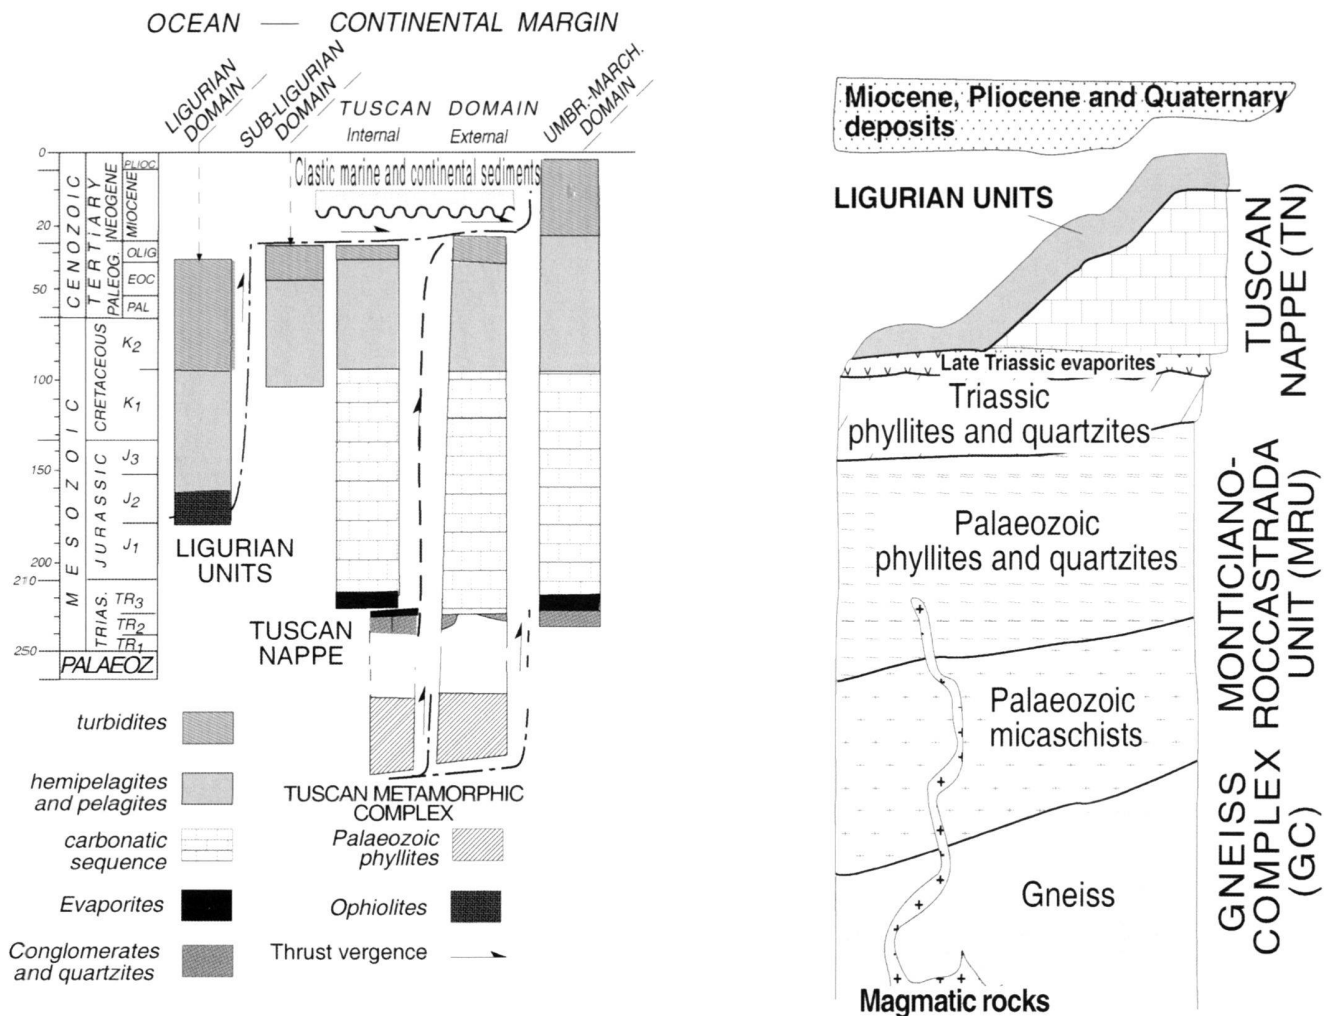 OCEAN — CONTINENTAL MARGIN
LIGURIAN
DOMAIN
SUB-LIGURIAN
DOMAIN
TUSCAN DOMAIN
Internal
External
UMBR.-MARCH.
DOMAIN
0
20
50
100
150
200
210
250
CENOZOIC
MESOZOIC
TERTIARY
PALEOG
NEOGENE
CRETACEOUS
JURASSIC
TRIAS.
PLIOC.
MIOCENE
OLIG
EOC
PAL
K2
K1
J3
J2
J1
TR3
TR2
TR1
PALAEOZ
Clastic marine and continental sediments
LIGURIAN
UNITS
TUSCAN
NAPPE
TUSCAN METAMORPHIC
COMPLEX
turbidites
hemipelagites
and pelagites
carbonatic
sequence
Evaporites
Conglomerates
and quartzites
Palaeozoic
phyllites
Ophiolites
Thrust vergence
Miocene, Pliocene and Quaternary
deposits
LIGURIAN UNITS
Late Triassic evaporites
Triassic
phyllites and quartzites
Palaeozoic
phyllites and quartzites
Palaeozoic
micaschists
Gneiss
Magmatic rocks
TUSCAN
NAPPE (TN)
MONTICIANO-
ROCCASTRADA
UNIT (MRU)
GNEISS
COMPLEX
(GC)